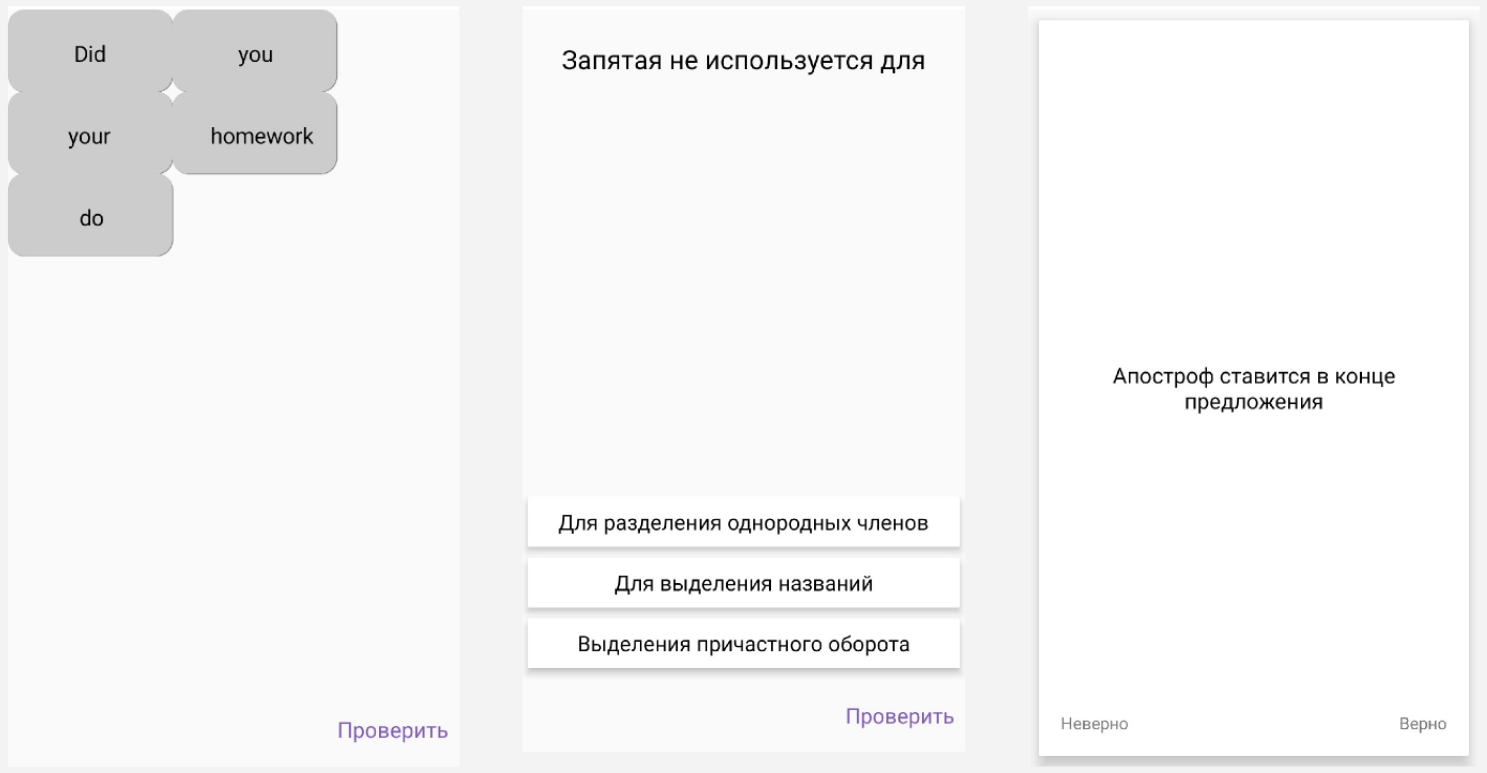 Did
you
your
homework
do
Проверить
Запятая не используется для
Для разделения однородных членов
Для выделения названий
Выделения причастного оборота
Проверить
Апостроф ставится в конце
предложения
Неверно
Верно